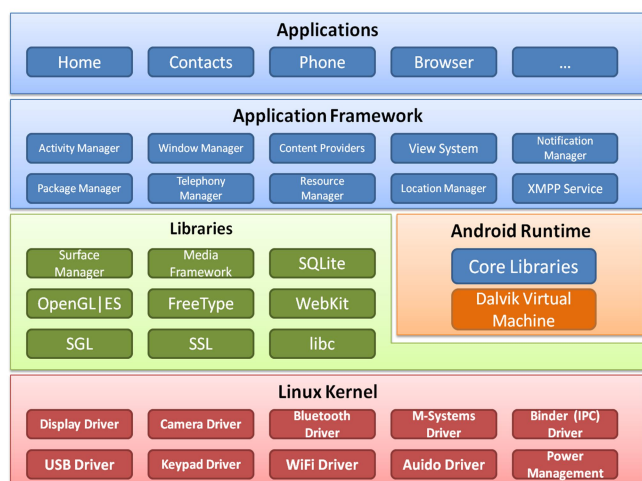 Applications
Home
Contacts
Phone
Browser
...
Application Framework
Activity Manager
Window Manager
Content Providers
View System
Notification
Manager
Package Manager
Telephony
Manager
Resource
Manager
Location Manager
XMPP Service
Libraries
Surface
Manager
Media
Framework
SQLite
OpenGL|ES
FreeType
WebKit
SGL
SSL
libc
Android Runtime
Core Libraries
Dalvik Virtual
Machine
Linux Kernel
Display Driver
Camera Driver
Bluetooth
Driver
M-Systems
Driver
Binder (IPC)
Driver
USB Driver
Keypad Driver
WiFi Driver
Auido Driver
Power
Management